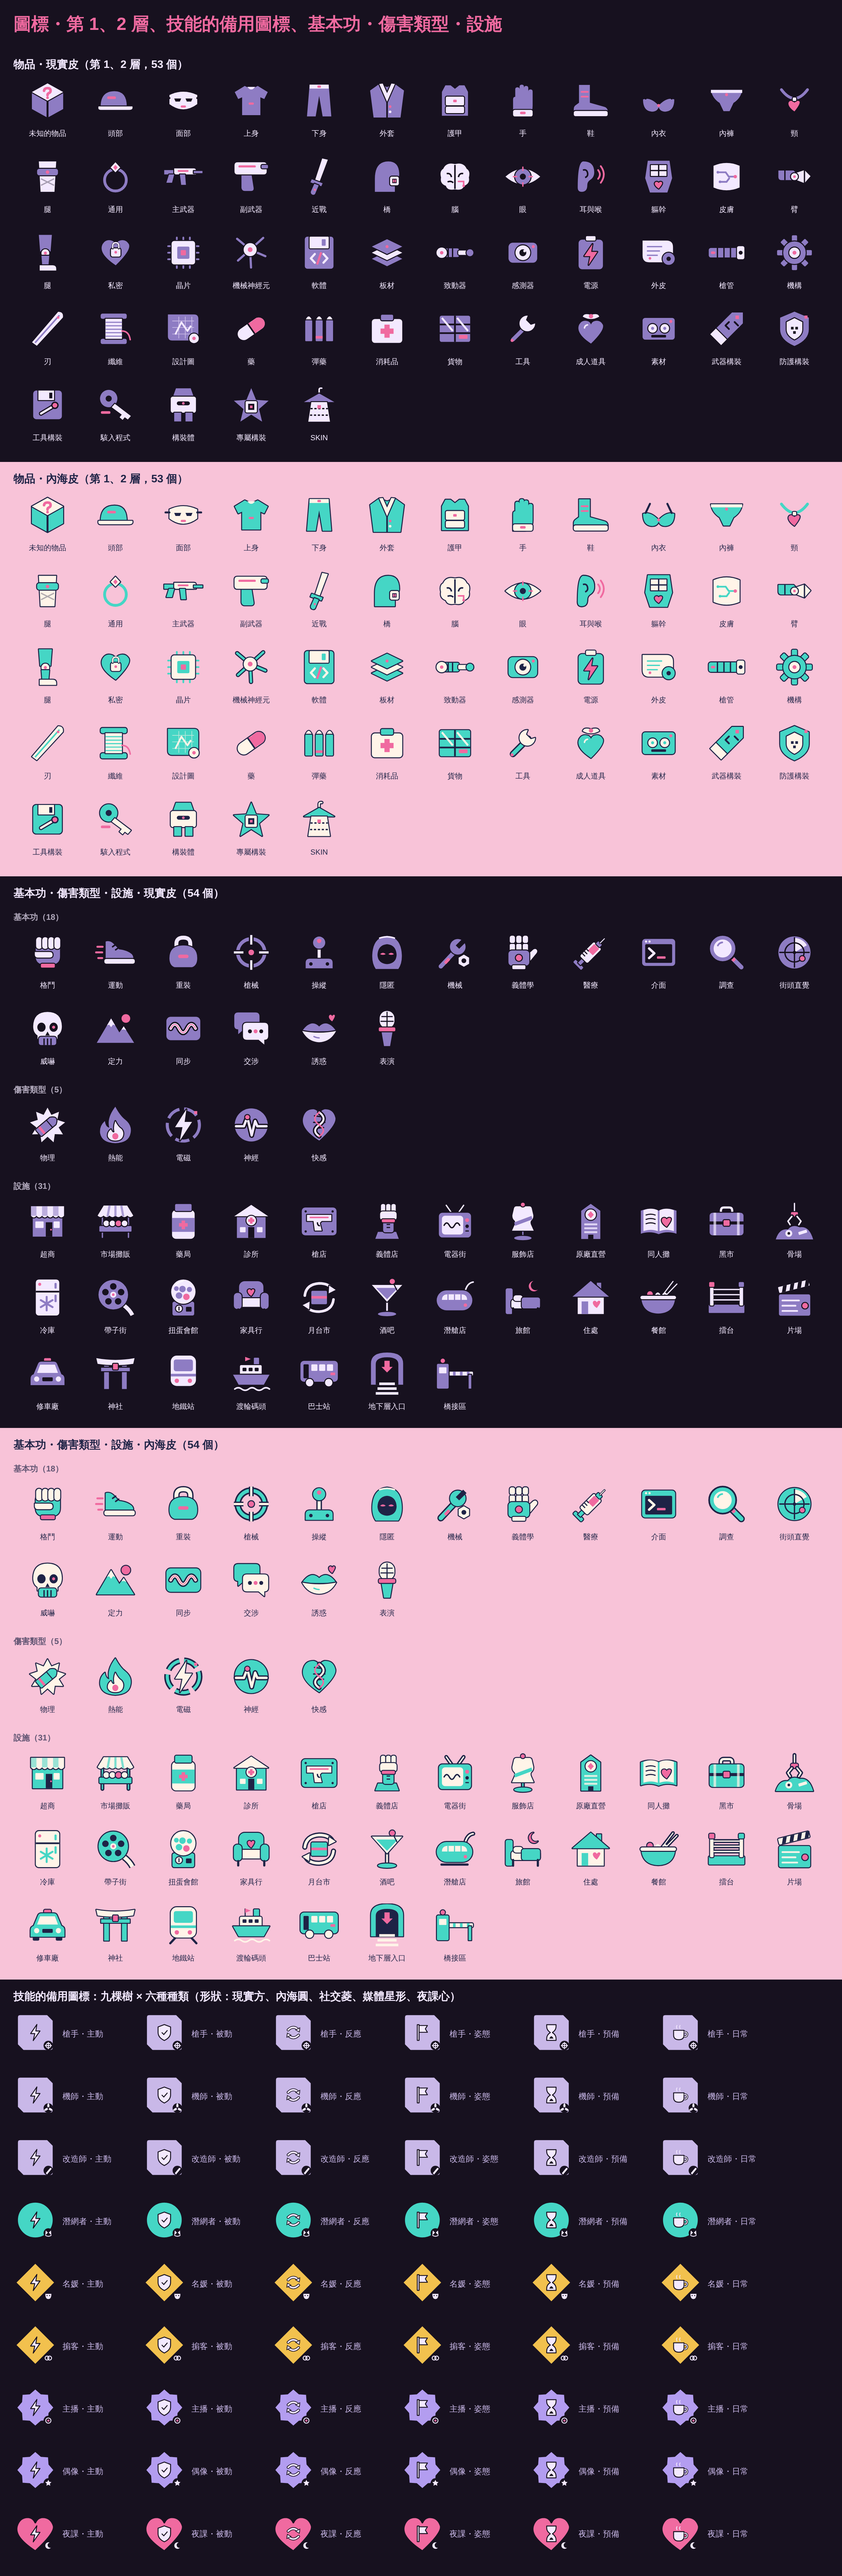 圖標・第 1、2 層、技能的備用圖標、基本功・傷害類型・設施
物品・現實皮（第 1、2 層，53 個）
未知的物品 頭部 面部 上身 下身 外套 護甲 手 鞋 內衣 內褲 頸
腿 通用 主武器 副武器 近戰 橋 腦 眼 耳與喉 軀幹 皮膚 臂
腿 私密 晶片 機械神經元 軟體 板材 致動器 感測器 電源 外皮 槍管 機構
刃 纖維 設計圖 藥 彈藥 消耗品 貨物 工具 成人道具 素材 武器構裝 防護構裝
工具構裝 駭入程式 構裝體 專屬構裝 SKIN
物品・內海皮（第 1、2 層，53 個）
未知的物品 頭部 面部 上身 下身 外套 護甲 手 鞋 內衣 內褲 頸
腿 通用 主武器 副武器 近戰 橋 腦 眼 耳與喉 軀幹 皮膚 臂
腿 私密 晶片 機械神經元 軟體 板材 致動器 感測器 電源 外皮 槍管 機構
刃 纖維 設計圖 藥 彈藥 消耗品 貨物 工具 成人道具 素材 武器構裝 防護構裝
工具構裝 駭入程式 構裝體 專屬構裝 SKIN
基本功・傷害類型・設施・現實皮（54 個）
基本功（18）
格鬥 運動 重裝 槍械 操縱 隱匿 機械 義體學 醫療 介面 調查 街頭直覺
威嚇 定力 同步 交涉 誘惑 表演
傷害類型（5）
物理 熱能 電磁 神經 快感
設施（31）
超商 市場攤販 藥局 診所 槍店 義體店 電器街 服飾店 原廠直營 同人攤 黑市 骨場
冷庫 帶子街 扭蛋會館 家具行 月台市 酒吧 潛艙店 旅館 住處 餐館 擂台 片場
修車廠 神社 地鐵站 渡輪碼頭 巴士站 地下層入口 橋接區
基本功・傷害類型・設施・內海皮（54 個）
基本功（18）
格鬥 運動 重裝 槍械 操縱 隱匿 機械 義體學 醫療 介面 調查 街頭直覺
威嚇 定力 同步 交涉 誘惑 表演
傷害類型（5）
物理 熱能 電磁 神經 快感
設施（31）
超商 市場攤販 藥局 診所 槍店 義體店 電器街 服飾店 原廠直營 同人攤 黑市 骨場
冷庫 帶子街 扭蛋會館 家具行 月台市 酒吧 潛艙店 旅館 住處 餐館 擂台 片場
修車廠 神社 地鐵站 渡輪碼頭 巴士站 地下層入口 橋接區
技能的備用圖標：九棵樹 × 六種種類（形狀：現實方、內海圓、社交菱、媒體星形、夜課心）
槍手・主動 槍手・被動 槍手・反應 槍手・姿態 槍手・預備 槍手・日常
機師・主動 機師・被動 機師・反應 機師・姿態 機師・預備 機師・日常
改造師・主動 改造師・被動 改造師・反應 改造師・姿態 改造師・預備 改造師・日常
潛網者・主動 潛網者・被動 潛網者・反應 潛網者・姿態 潛網者・預備 潛網者・日常
名媛・主動 名媛・被動 名媛・反應 名媛・姿態 名媛・預備 名媛・日常
掮客・主動 掮客・被動 掮客・反應 掮客・姿態 掮客・預備 掮客・日常
主播・主動 主播・被動 主播・反應 主播・姿態 主播・預備 主播・日常
偶像・主動 偶像・被動 偶像・反應 偶像・姿態 偶像・預備 偶像・日常
夜課・主動 夜課・被動 夜課・反應 夜課・姿態 夜課・預備 夜課・日常